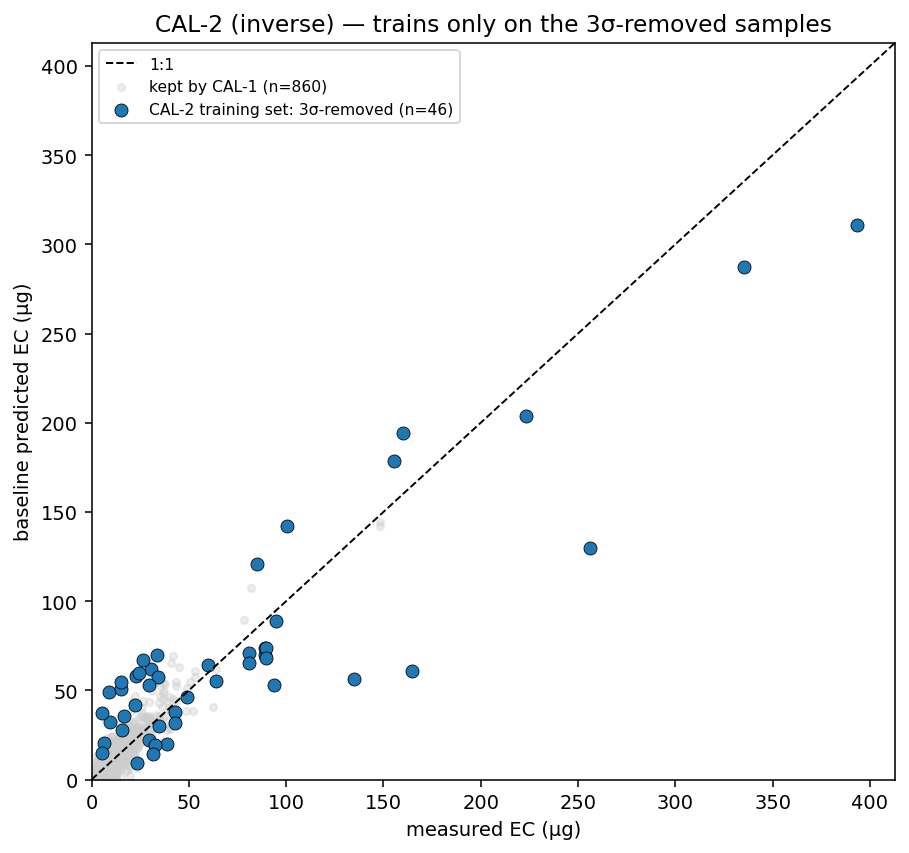 CAL-2 (inverse) — trains only on the 3σ-removed samples
1:1
kept by CAL-1 (n=860)
CAL-2 training set: 3σ-removed (n=46)
baseline predicted EC (µg)
400
350
300
250
200
150
100
50
0
0 50 100 150 200 250 300 350 400
measured EC (µg)